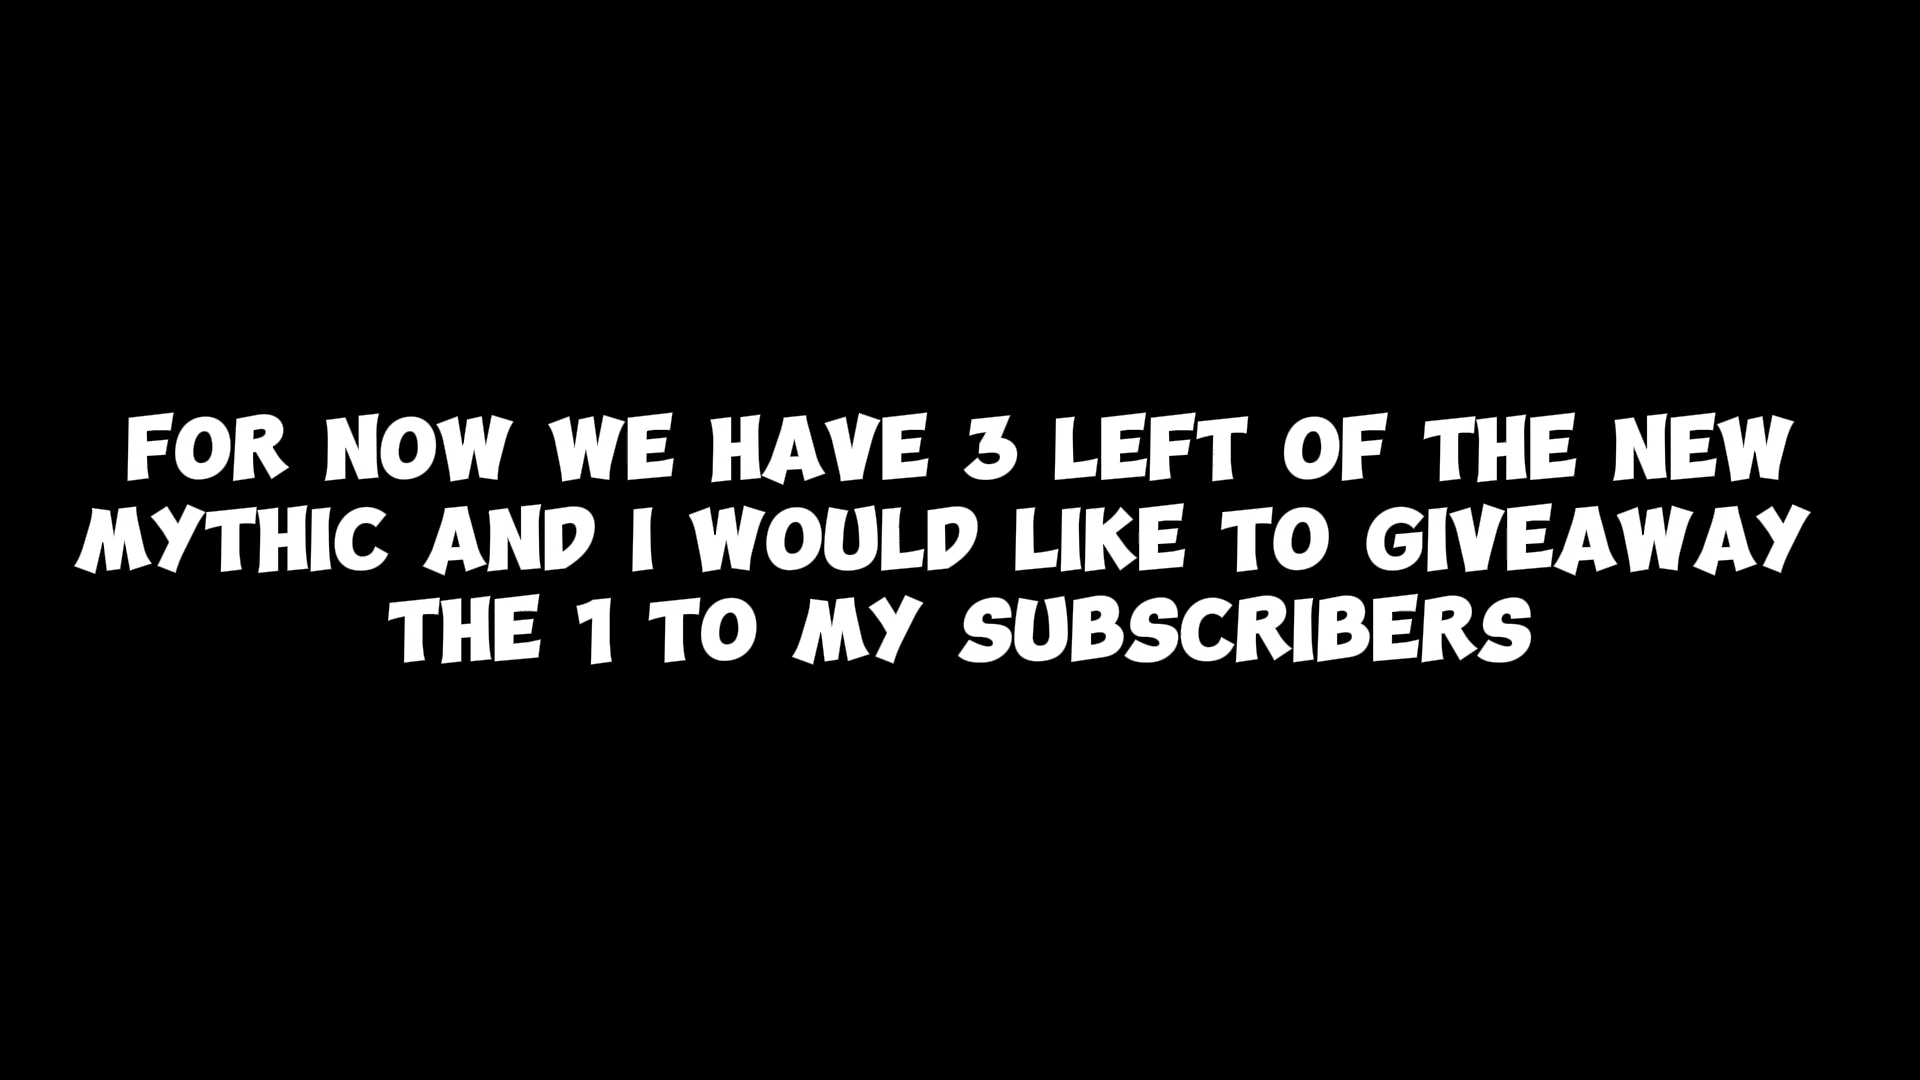 FOR NOW WE HAVE 3 LEFT OF THE NEW
MYTHIC AND I WOULD LIKE TO GIVEAWAY
THE 1 TO MY SUBSCRIBERS